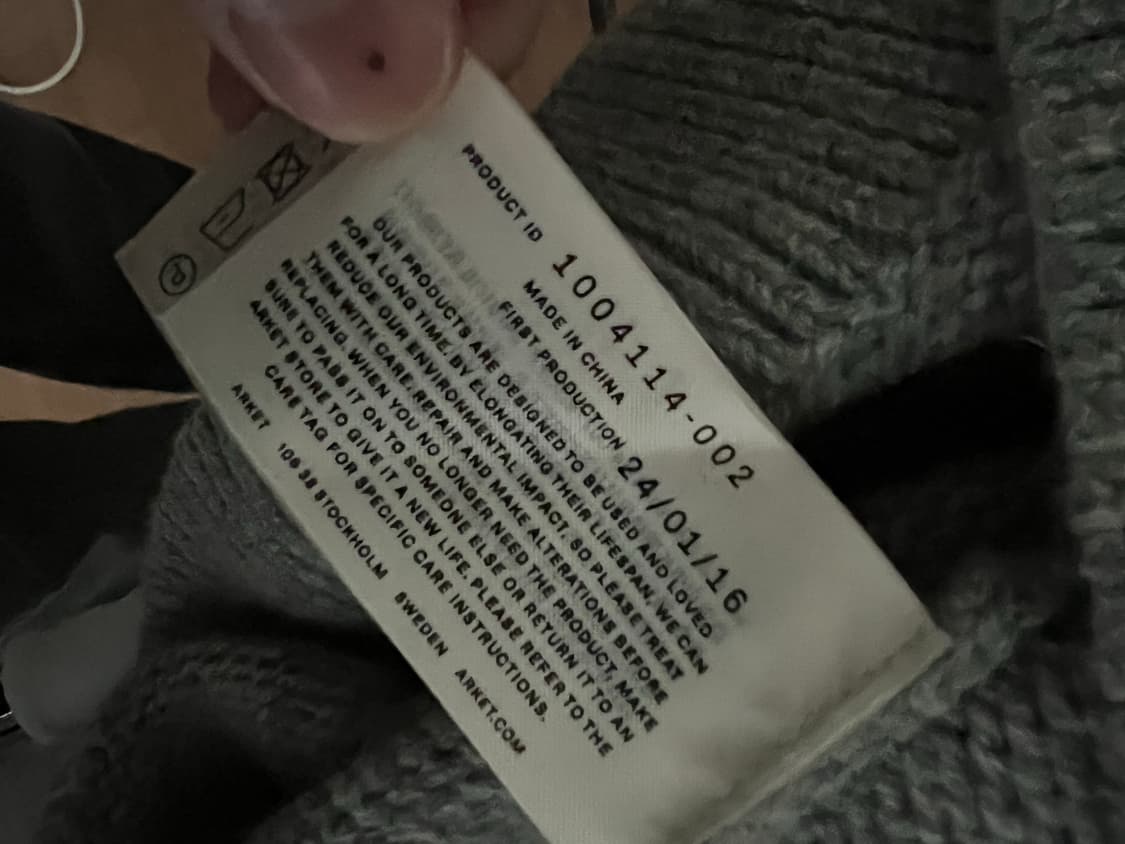 PRODUCT ID 1004114-002
MADE IN CHINA
FIRST PRODUCTION 24/01/16
OUR PRODUCTS ARE DESIGNED TO BE USED AND LOVED
FOR A LONG TIME. BY ELONGATING THEIR LIFESPAN, WE CAN
REDUCE OUR ENVIRONMENTAL IMPACT. SO PLEASE TREAT
THEM WITH CARE, REPAIR AND MAKE ALTERATIONS BEFORE
REPLACING. WHEN YOU NO LONGER NEED THE PRODUCT, MAKE
SURE TO PASS IT ON TO SOMEONE ELSE OR RETURN IT TO AN
ARKET STORE TO GIVE IT A NEW LIFE. PLEASE REFER TO THE
CARE TAG FOR SPECIFIC CARE INSTRUCTIONS.
ARKET 106 38 STOCKHOLM SWEDEN ARKET.COM
P